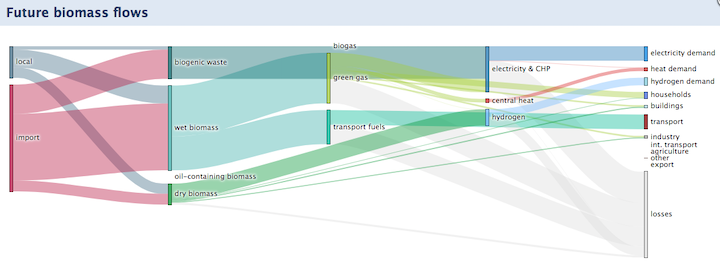 Future biomass flows
local
import
biogenic waste
wet biomass
oil-containing biomass
dry biomass
biogas
green gas
transport fuels
electricity & CHP
central heat
hydrogen
electricity demand
heat demand
hydrogen demand
households
buildings
transport
industry
int. transport
agriculture
other
export
losses